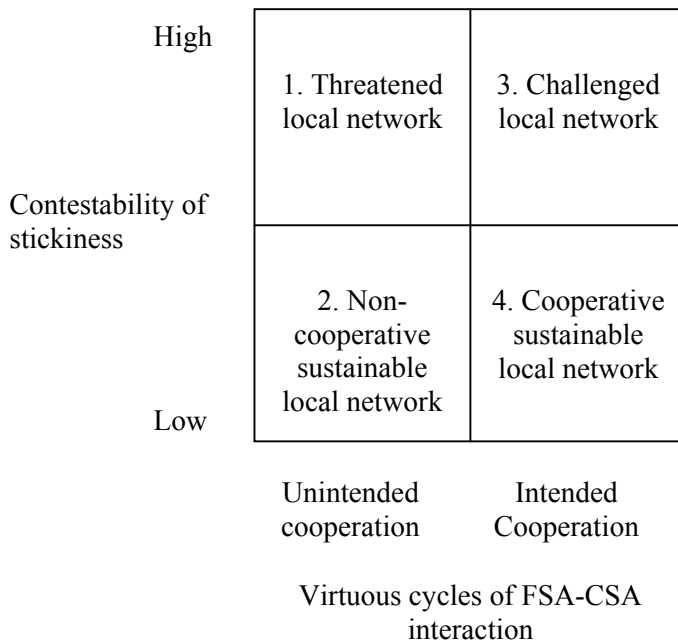 High
1. Threatened
local network
3. Challenged
local network
Contestability of
stickiness
2. Non-
cooperative
sustainable
local network
4. Cooperative
sustainable
local network
Low
Unintended
cooperation
Intended
Cooperation
Virtuous cycles of FSA-CSA
interaction